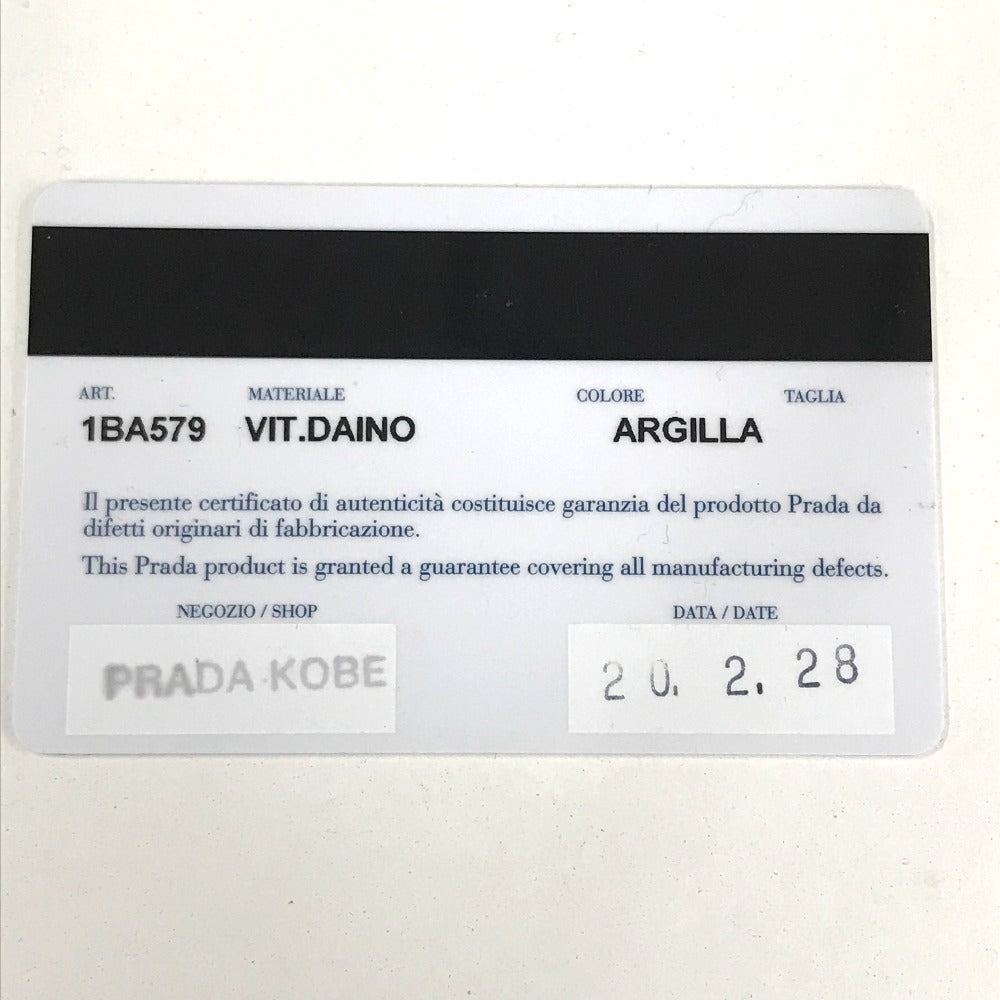 ART. MATERIALE COLORE TAGLIA
1BA579 VIT.DAINO ARGILLA
Il presente certificato di autenticità costituisce garanzia del prodotto Prada da
difetti originari di fabbricazione.
This Prada product is granted a guarantee covering all manufacturing defects.
NEGOZIO / SHOP DATA / DATE
PRADA KOBE 20. 2. 28